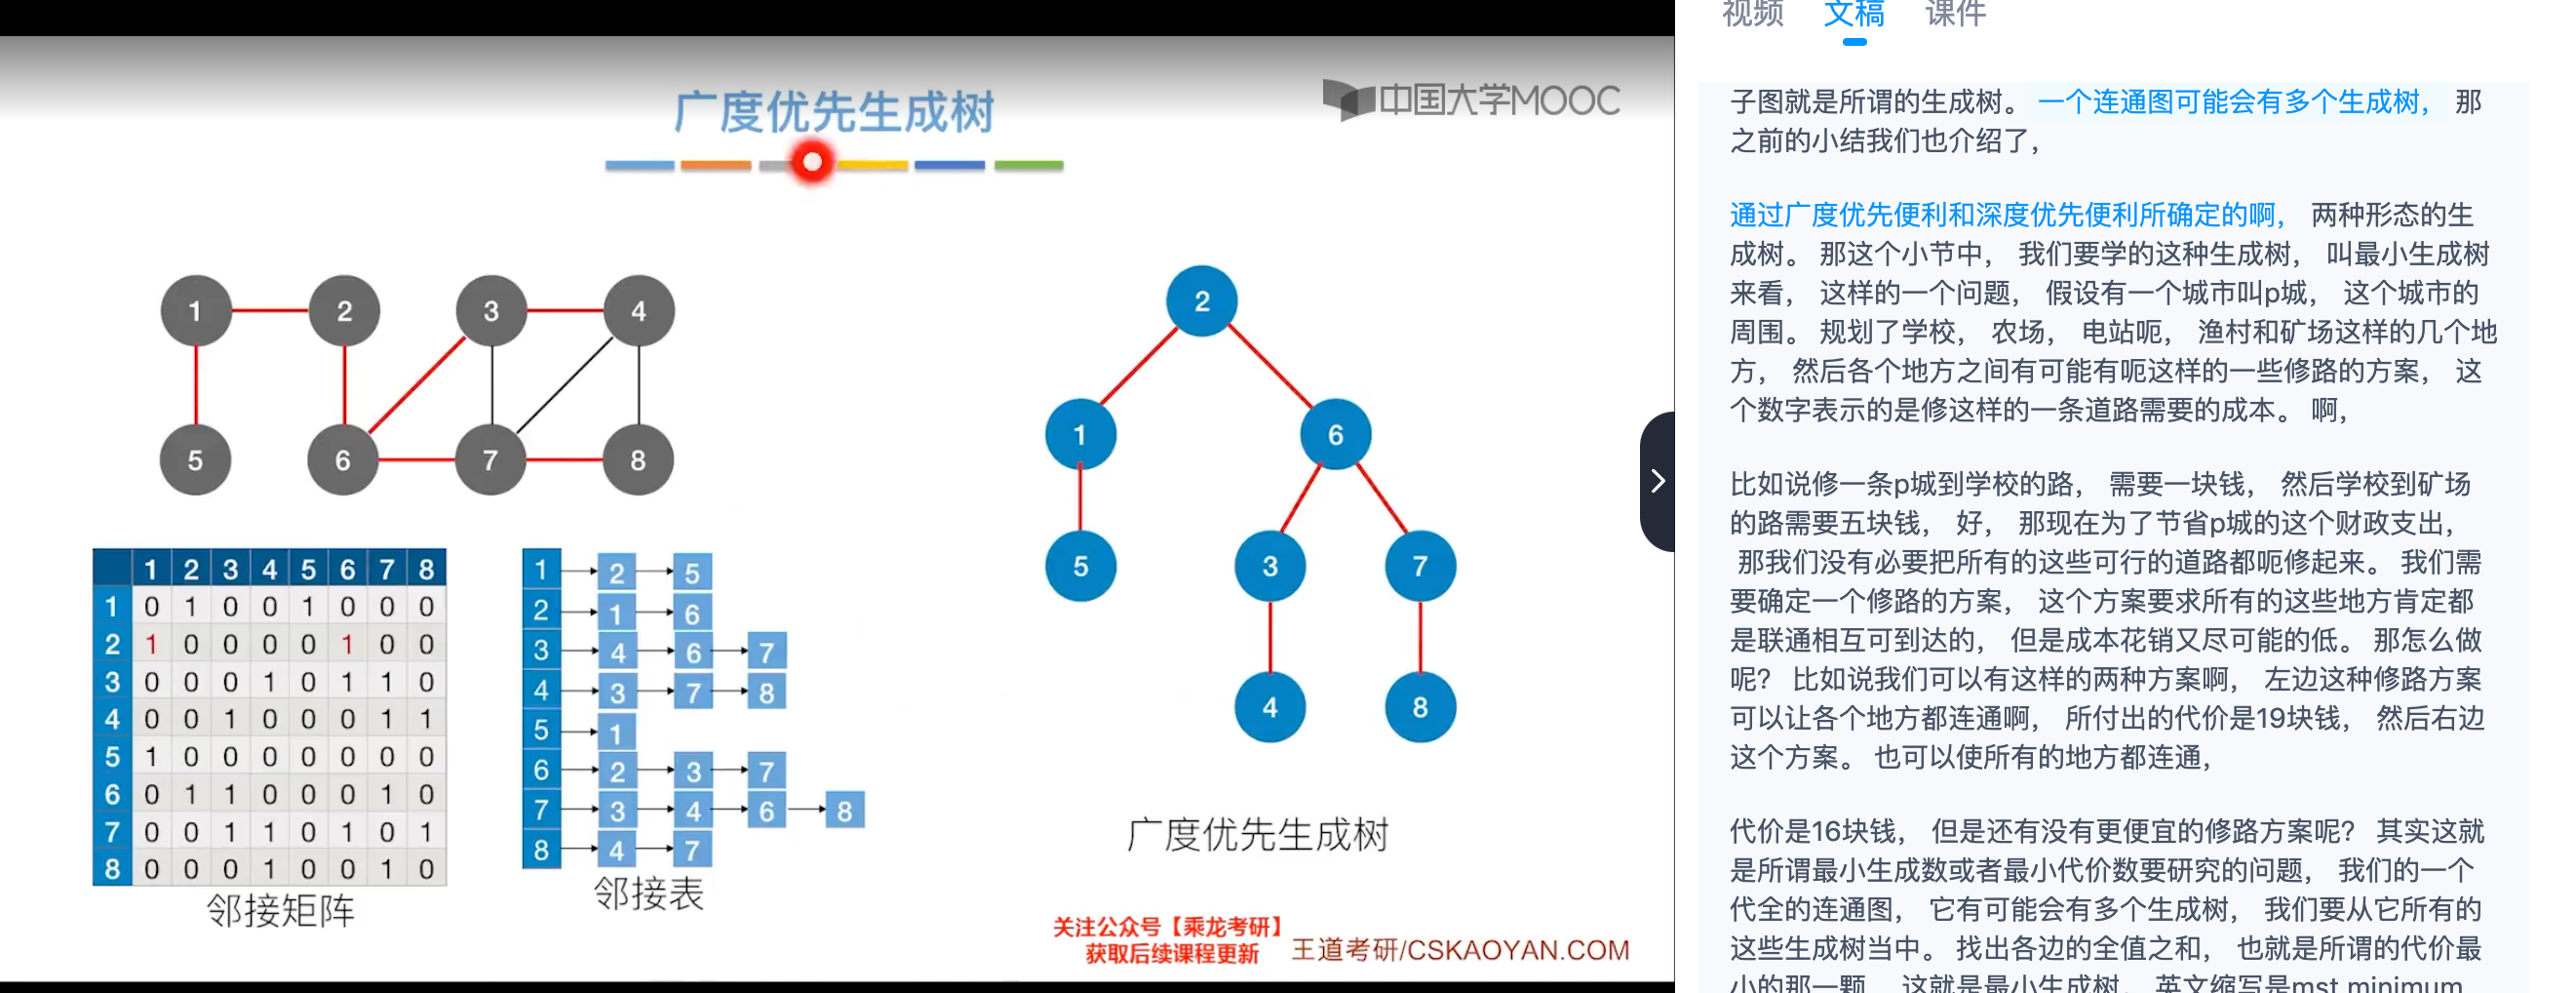 广度优先生成树
中国大学MOOC
1 2 3 4
5 6 7 8
2
1 6
5 3 7
4 8
广度优先生成树
1 2 3 4 5 6 7 8
1 0 1 0 0 1 0 0 0
2 1 0 0 0 0 1 0 0
3 0 0 0 1 0 1 1 0
4 0 0 1 0 0 0 1 1
5 1 0 0 0 0 0 0 0
6 0 1 1 0 0 0 1 0
7 0 0 1 1 0 1 0 1
8 0 0 0 1 0 0 1 0
邻接矩阵
1 2 5
2 1 6
3 4 6 7
4 3 7 8
5 1
6 2 3 7
7 3 4 6 8
8 4 7
邻接表
关注公众号【乘龙考研】
获取后续课程更新
王道考研/CSKAOYAN.COM
视频 文稿 课件
子图就是所谓的生成树。 一个连通图可能会有多个生成树， 那
之前的小结我们也介绍了，
通过广度优先便利和深度优先便利所确定的啊， 两种形态的生
成树。 那这个小节中， 我们要学的这种生成树， 叫最小生成树
来看， 这样的一个问题， 假设有一个城市叫p城， 这个城市的
周围。 规划了学校， 农场， 电站呃， 渔村和矿场这样的几个地
方， 然后各个地方之间有可能有呃这样的一些修路的方案， 这
个数字表示的是修这样的一条道路需要的成本。 啊，
比如说修一条p城到学校的路， 需要一块钱， 然后学校到矿场
的路需要五块钱， 好， 那现在为了节省p城的这个财政支出，
那我们没有必要把所有的这些可行的道路都呃修起来。 我们需
要确定一个修路的方案， 这个方案要求所有的这些地方肯定都
是联通相互可到达的， 但是成本花销又尽可能的低。 那怎么做
呢？ 比如说我们可以有这样的两种方案啊， 左边这种修路方案
可以让各个地方都连通啊， 所付出的代价是19块钱， 然后右边
这个方案。 也可以使所有的地方都连通，
代价是16块钱， 但是还有没有更便宜的修路方案呢？ 其实这就
是所谓最小生成数或者最小代价数要研究的问题， 我们的一个
代全的连通图， 它有可能会有多个生成树， 我们要从它所有的
这些生成树当中。 找出各边的全值之和， 也就是所谓的代价最
小的那一颗， 这就是最小生成树， 英文缩写是mst minimum